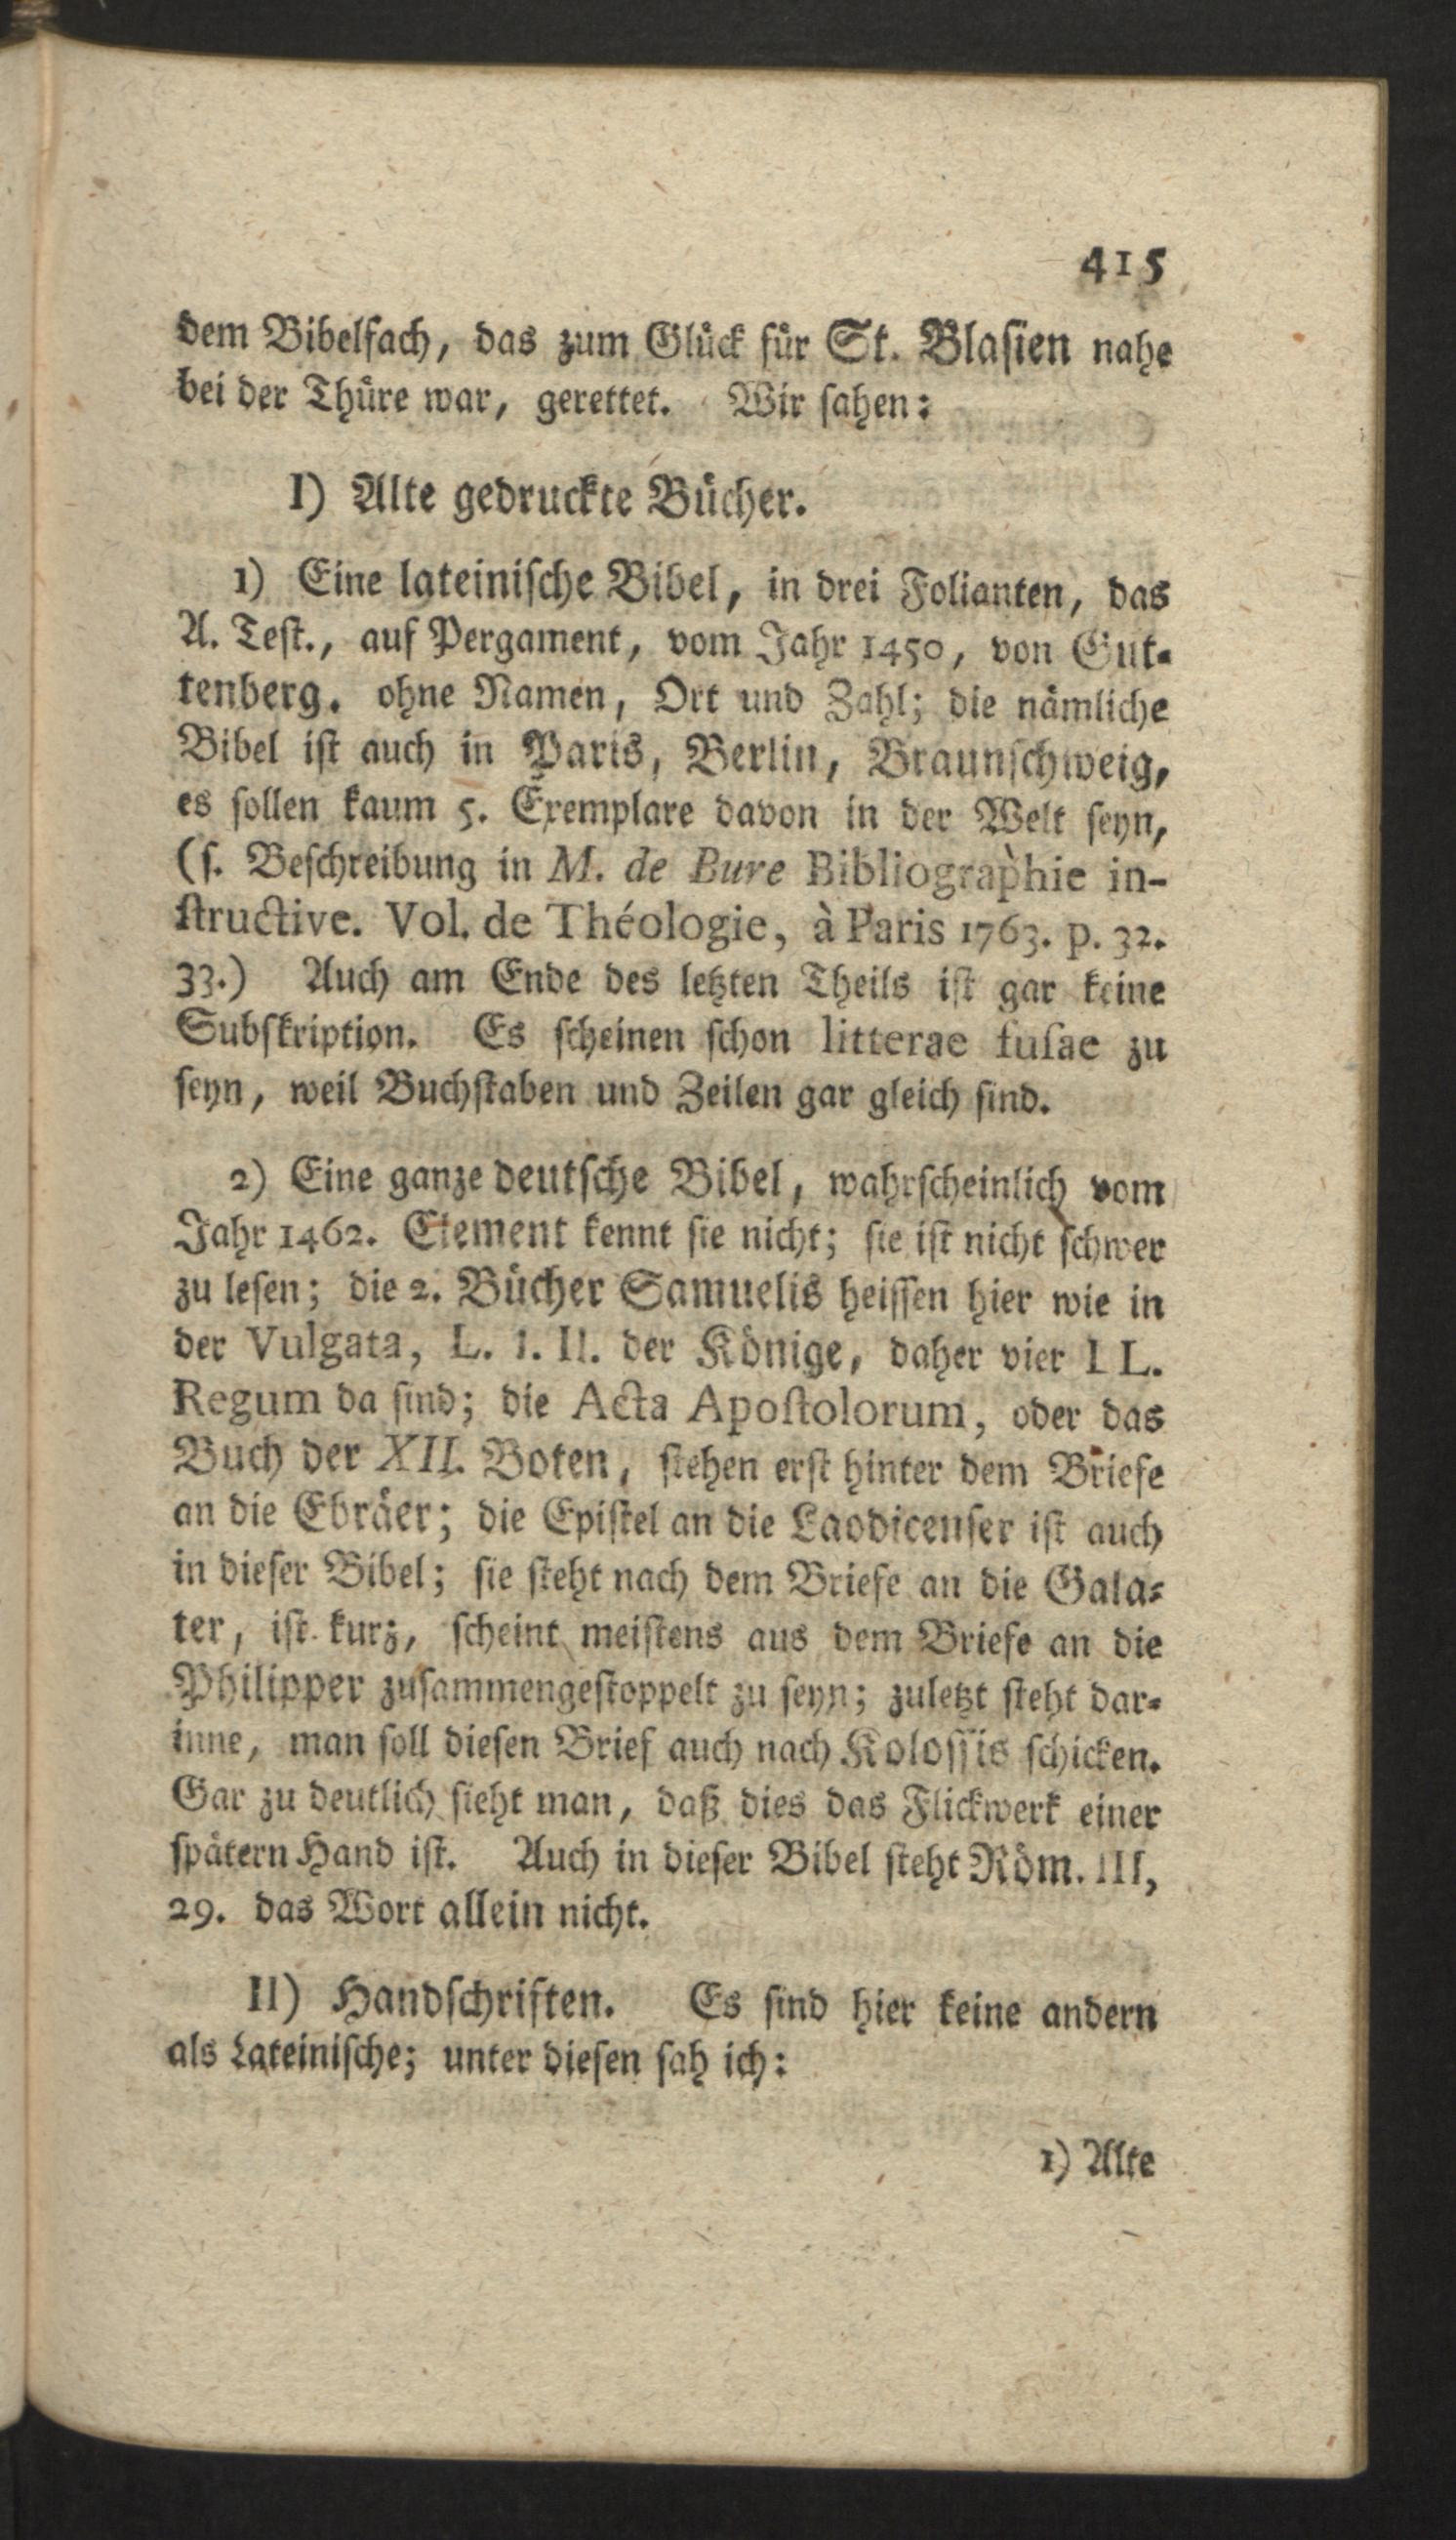 415
dem Bibelfach, das zum Glück für St. Blasien nahe
bei der Thüre war, gerettet. Wir sahen:
I) Alte gedruckte Bücher.
1) Eine lateinische Bibel, in drei Folianten, das
A. Test., auf Pergament, vom Jahr 1450, von Gut-
tenberg. ohne Namen, Ort und Zahl; die nämliche
Bibel ist auch in Paris, Berlin, Braunschweig,
es sollen kaum 5. Exemplare davon in der Welt seyn,
(s. Beschreibung in M. de Bure Bibliographie in-
structive. Vol. de Théologie, à Paris 1763. p. 32.
33.) Auch am Ende des letzten Theils ist gar keine
Subskription. Es scheinen schon litterae fusae zu
seyn, weil Buchstaben und Zeilen gar gleich sind.
2) Eine ganze deutsche Bibel, wahrscheinlich vom
Jahr 1462. Clement kennt sie nicht; sie ist nicht schwer
zu lesen; die 2. Bücher Samuelis heissen hier wie in
der Vulgata, L. I. II. der Könige, daher vier I L.
Regum da sind; die Acta Apostolorum, oder das
Buch der XII. Boten, stehen erst hinter dem Briefe
an die Ebräer; die Epistel an die Laodicenser ist auch
in dieser Bibel; sie steht nach dem Briefe an die Gala-
ter, ist kurz, scheint meistens aus dem Briefe an die
Philipper zusammengestoppelt zu seyn; zuletzt steht dar-
inne, man soll diesen Brief auch nach Kolossis schicken.
Gar zu deutlich sieht man, daß dies das Flickwerk einer
spätern Hand ist. Auch in dieser Bibel steht Röm. III,
29. das Wort allein nicht.
II) Handschriften. Es sind hier keine andern
als Lateinische; unter diesen sah ich:
1) Alte